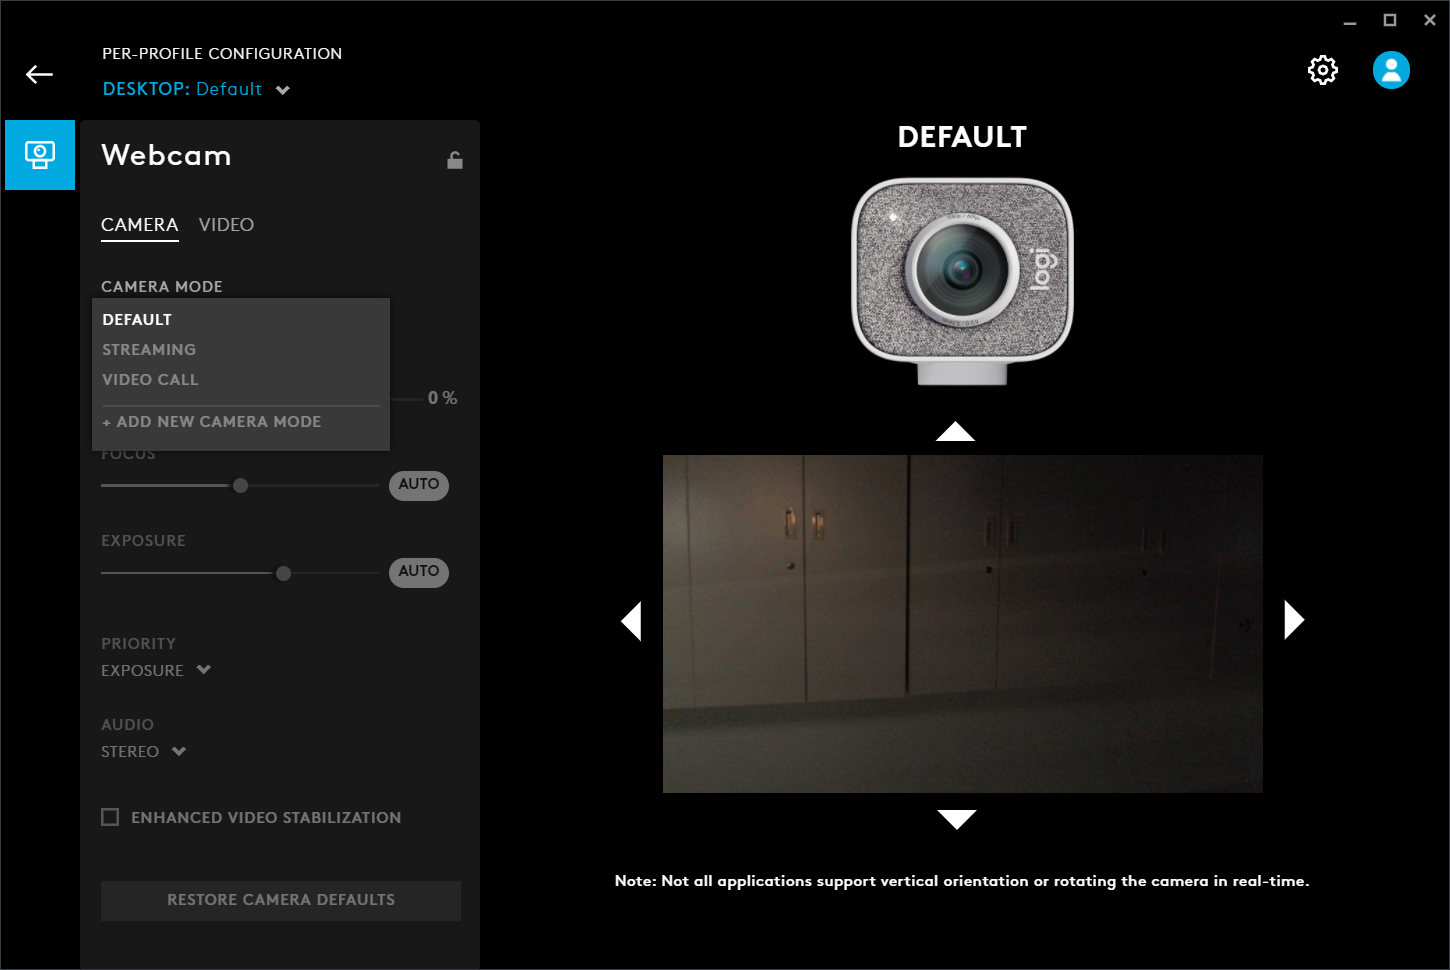 PER-PROFILE CONFIGURATION
DESKTOP: Default
Webcam
CAMERA VIDEO
CAMERA MODE
DEFAULT
STREAMING
VIDEO CALL
+ ADD NEW CAMERA MODE
0 %
FOCUS
AUTO
EXPOSURE
AUTO
PRIORITY
EXPOSURE
AUDIO
STEREO
ENHANCED VIDEO STABILIZATION
RESTORE CAMERA DEFAULTS
DEFAULT
logi
Note: Not all applications support vertical orientation or rotating the camera in real-time.